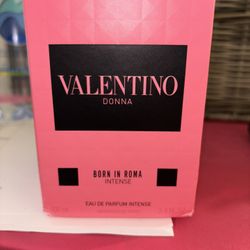 VALENTINO
DONNA
BORN IN ROMA
INTENSE
EAU DE PARFUM INTENSE